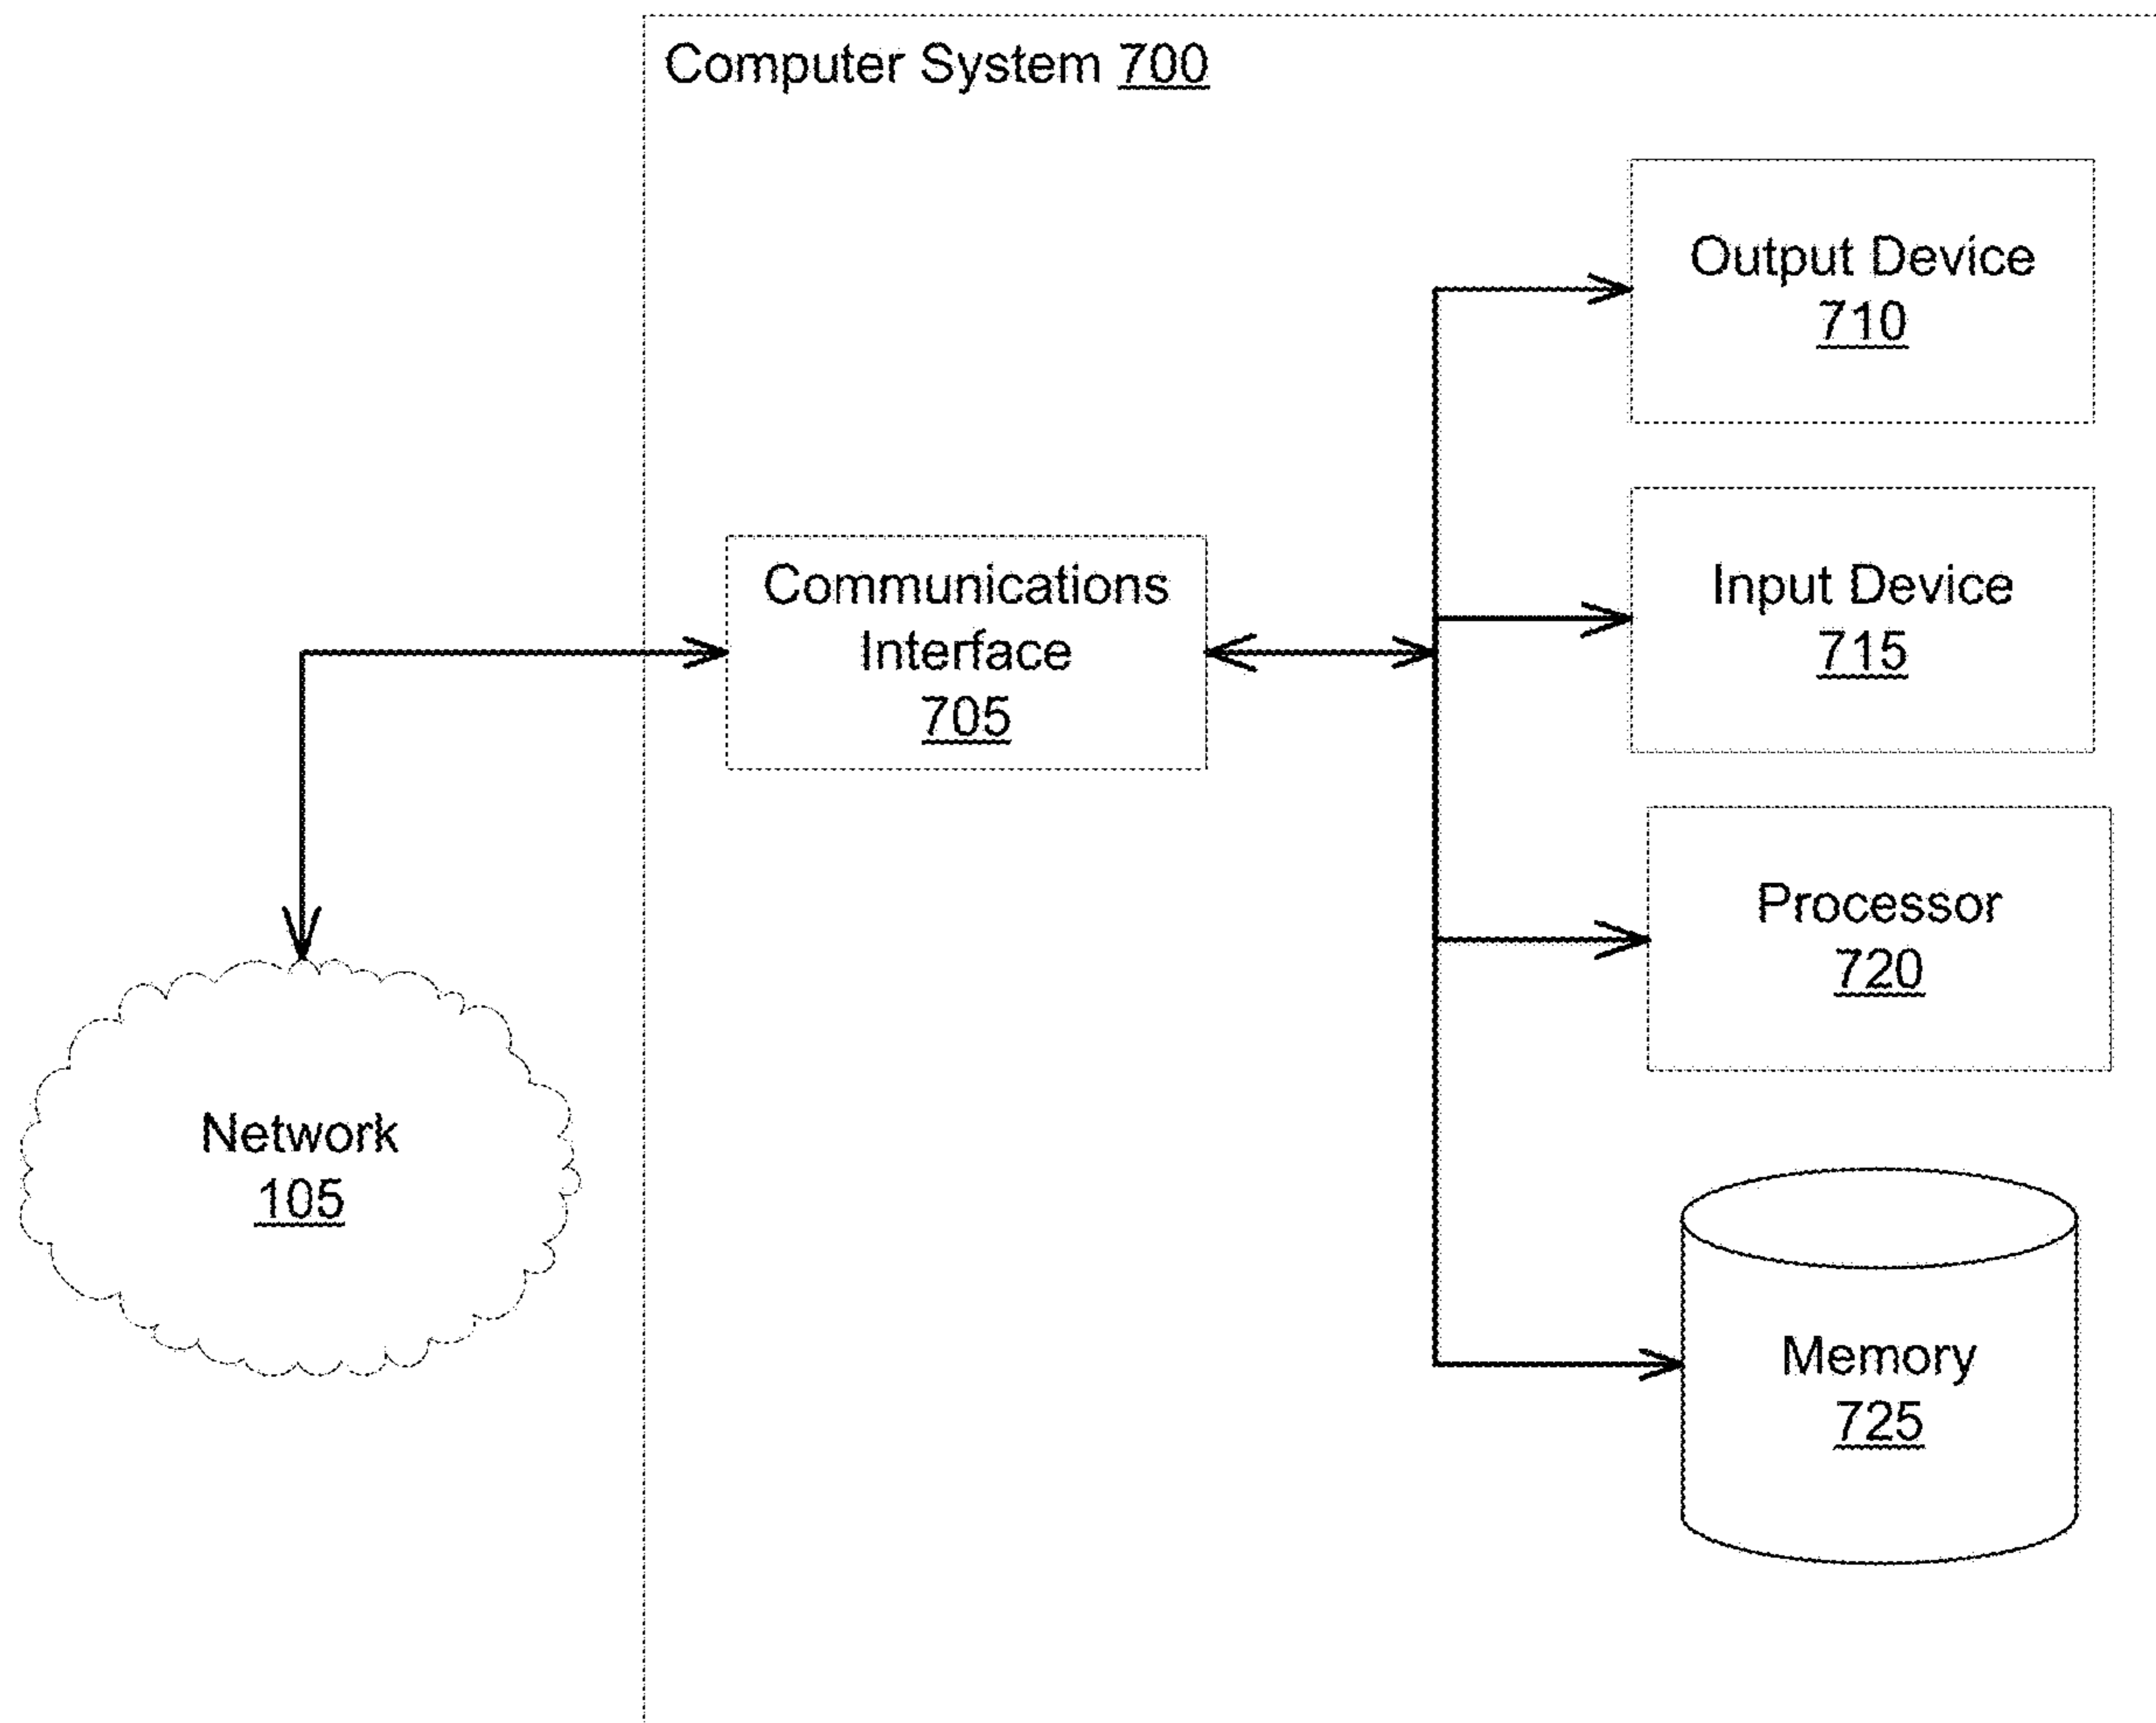 Computer System 700
Output Device
710
Input Device
715
Communications
Interface
705
Processor
720
Network
105
Memory
725